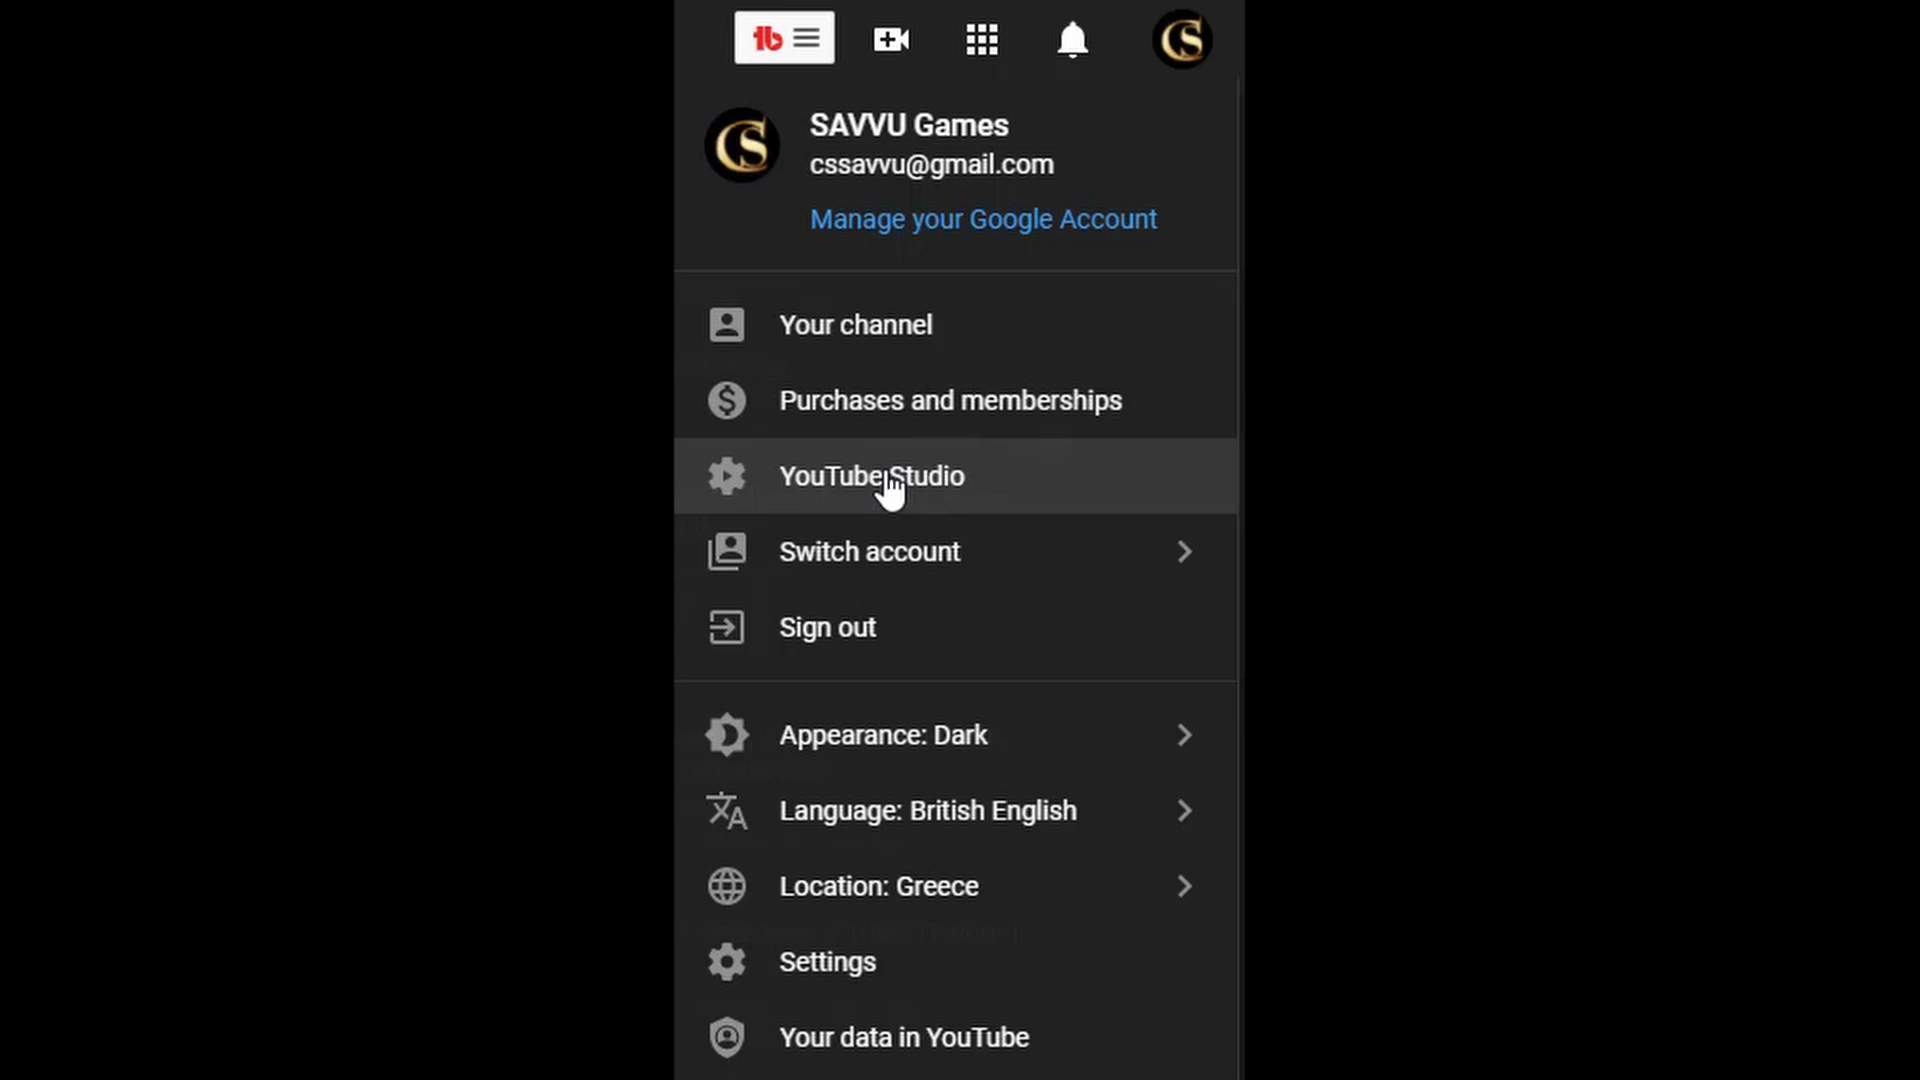 tb
SAVVU Games
cssavvu@gmail.com
Manage your Google Account
Your channel
Purchases and memberships
YouTube Studio
Switch account
Sign out
Appearance: Dark
Language: British English
Location: Greece
Settings
Your data in YouTube